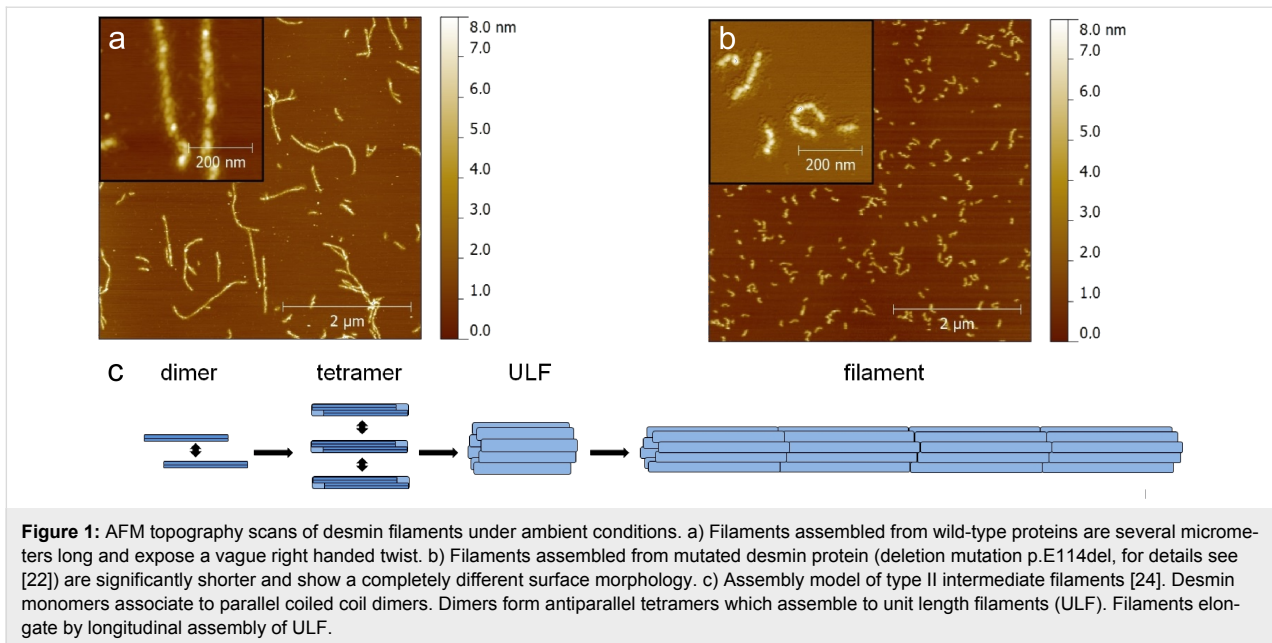 a
200 nm
2 µm
8.0 nm
7.0
6.0
5.0
4.0
3.0
2.0
1.0
0.0
b
200 nm
2 µm
8.0 nm
7.0
6.0
5.0
4.0
3.0
2.0
1.0
0.0
c dimer tetramer ULF filament
Figure 1: AFM topography scans of desmin filaments under ambient conditions. a) Filaments assembled from wild-type proteins are several microme-
ters long and expose a vague right handed twist. b) Filaments assembled from mutated desmin protein (deletion mutation p.E114del, for details see
[22]) are significantly shorter and show a completely different surface morphology. c) Assembly model of type II intermediate filaments [24]. Desmin
monomers associate to parallel coiled coil dimers. Dimers form antiparallel tetramers which assemble to unit length filaments (ULF). Filaments elon-
gate by longitudinal assembly of ULF.